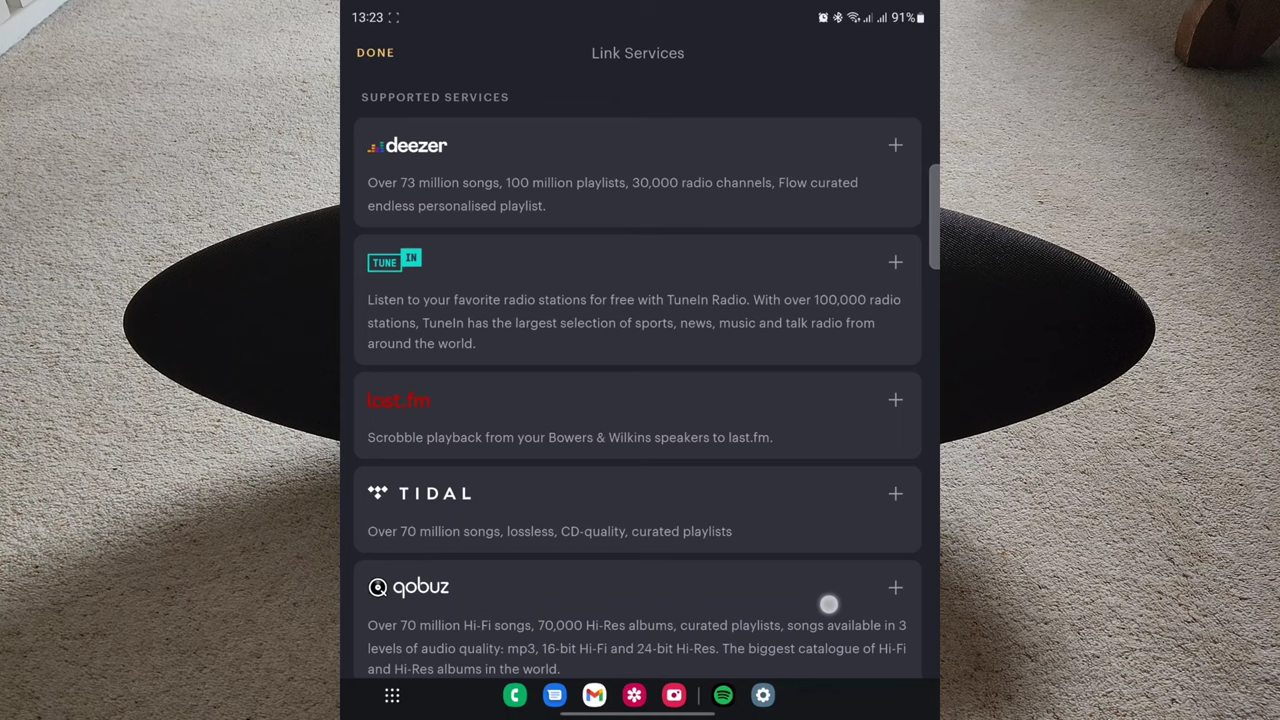 13:23
91%
DONE
Link Services
SUPPORTED SERVICES
deezer
Over 73 million songs, 100 million playlists, 30,000 radio channels, Flow curated
endless personalised playlist.
TUNE IN
Listen to your favorite radio stations for free with TuneIn Radio. With over 100,000 radio
stations, TuneIn has the largest selection of sports, news, music and talk radio from
around the world.
last.fm
Scrobble playback from your Bowers & Wilkins speakers to last.fm.
TIDAL
Over 70 million songs, lossless, CD-quality, curated playlists
qobuz
Over 70 million Hi-Fi songs, 70,000 Hi-Res albums, curated playlists, songs available in 3
levels of audio quality: mp3, 16-bit Hi-Fi and 24-bit Hi-Res. The biggest catalogue of Hi-Fi
and Hi-Res albums in the world.